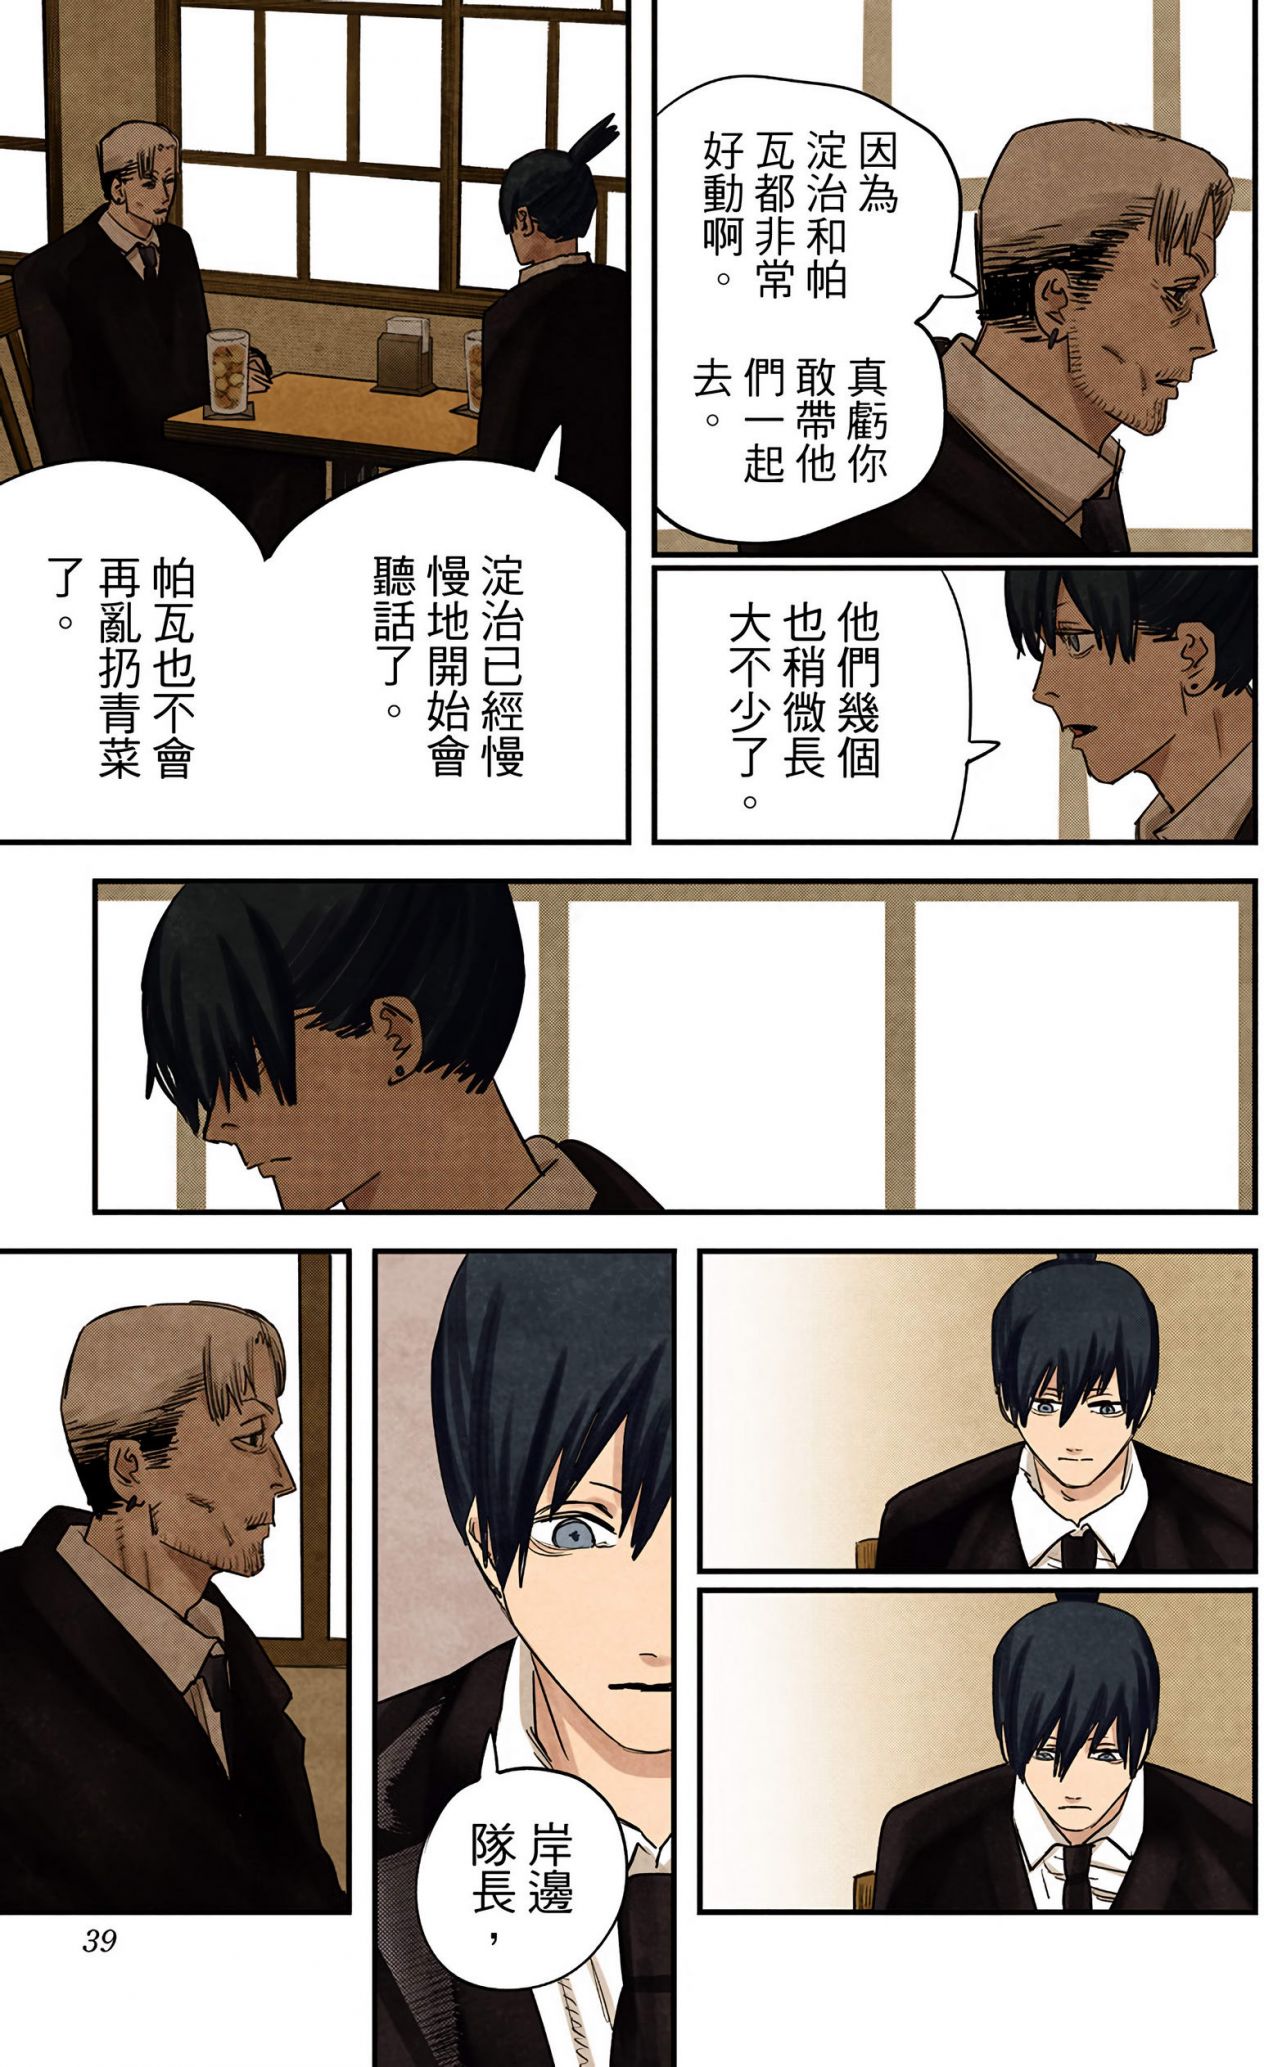 因為
淀治和帕
瓦都非常
好動啊。
真虧你
敢帶他
們一起
去。
他們幾個
也稍微長
大不少了。
淀治已經慢
慢地開始會
聽話了。
帕瓦也不會
再亂扔青菜
了。
岸邊
隊長，
39